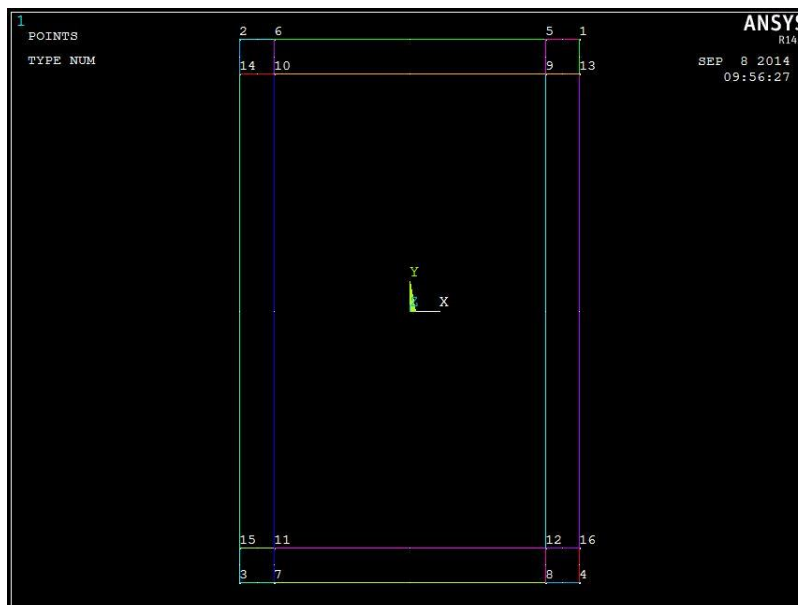 1
POINTS
TYPE NUM
ANSYS
R14
SEP 8 2014
09:56:27
2 6 5 1
14 10 9 13
Y
Z X
15 11 12 16
3 7 8 4